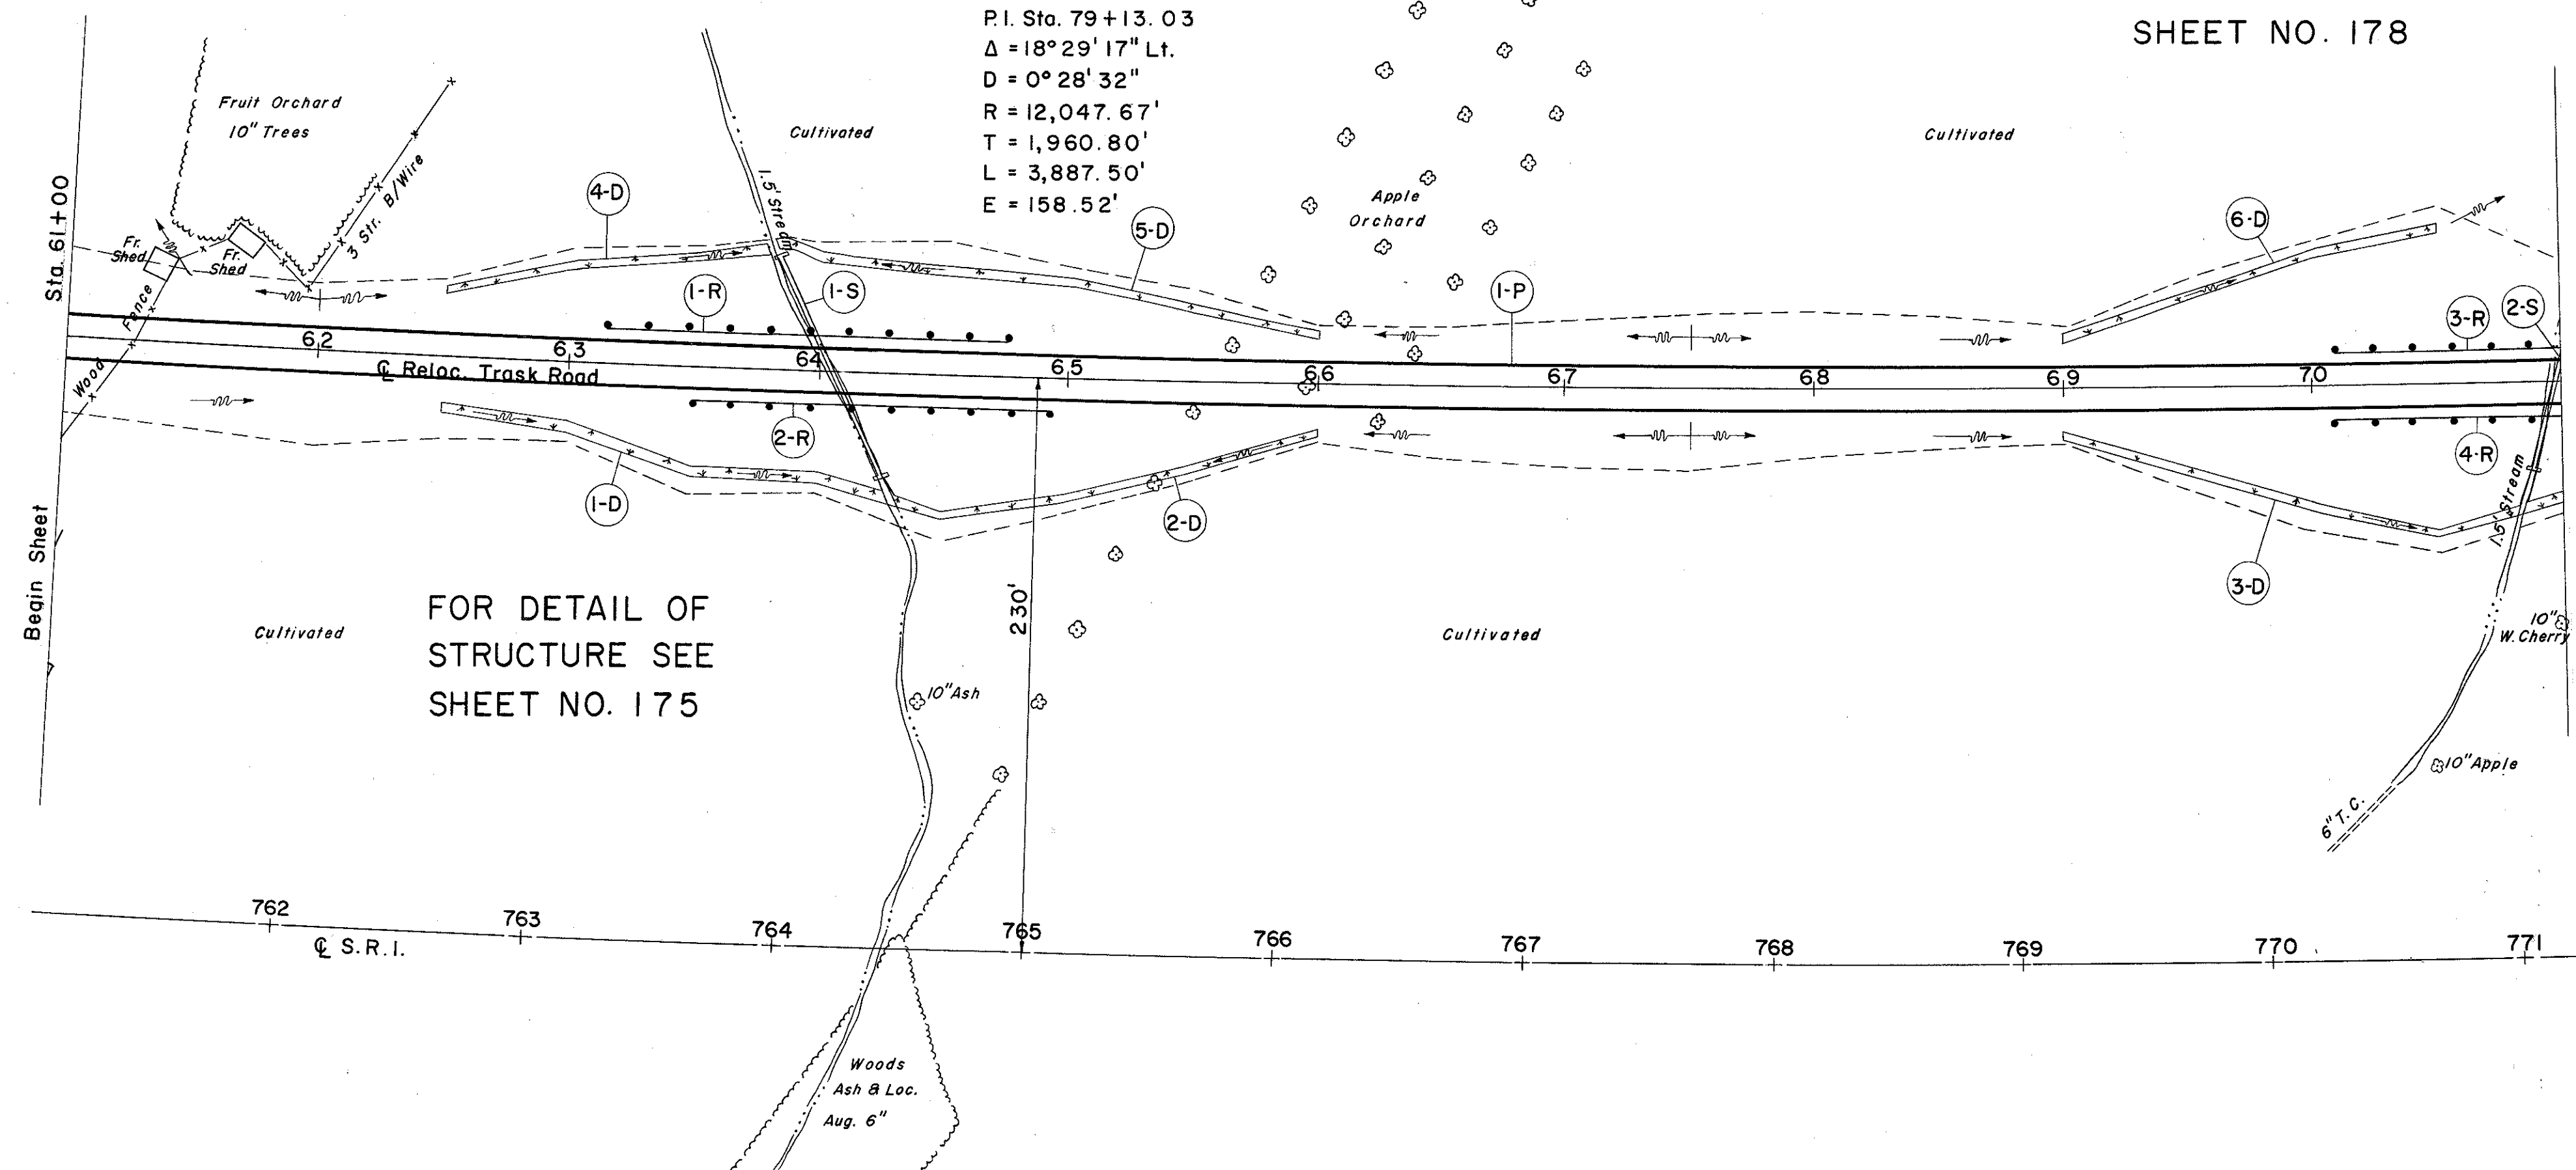 P.I. Sta. 79+13.03
Δ = 18° 29' 17" Lt.
D = 0° 28' 32"
R = 12,047.67'
T = 1,960.80'
L = 3,887.50'
E = 158.52'
SHEET NO. 178
Fruit Orchard
10" Trees
3 Str. B/Wire
Cultivated
1.5' Stream
Apple
Orchard
Cultivated
Sta. 61+00
Fr.
Shed
Fr.
Shed
Wood Fence
4-D
5-D
6-D
1-R
1-S
1-P
3-R
2-S
62
63
64
65
66
67
68
69
70
℄ Reloc. Trask Road
2-R
4-R
1-D
2-D
3-D
1.5' Stream
Begin Sheet
Cultivated
FOR DETAIL OF
STRUCTURE SEE
SHEET NO. 175
230'
Cultivated
10"
W. Cherry
10" Ash
10" Apple
6" T.C.
762
763
764
765
766
767
768
769
770
771
℄ S.R.I.
Woods
Ash & Loc.
Aug. 6"